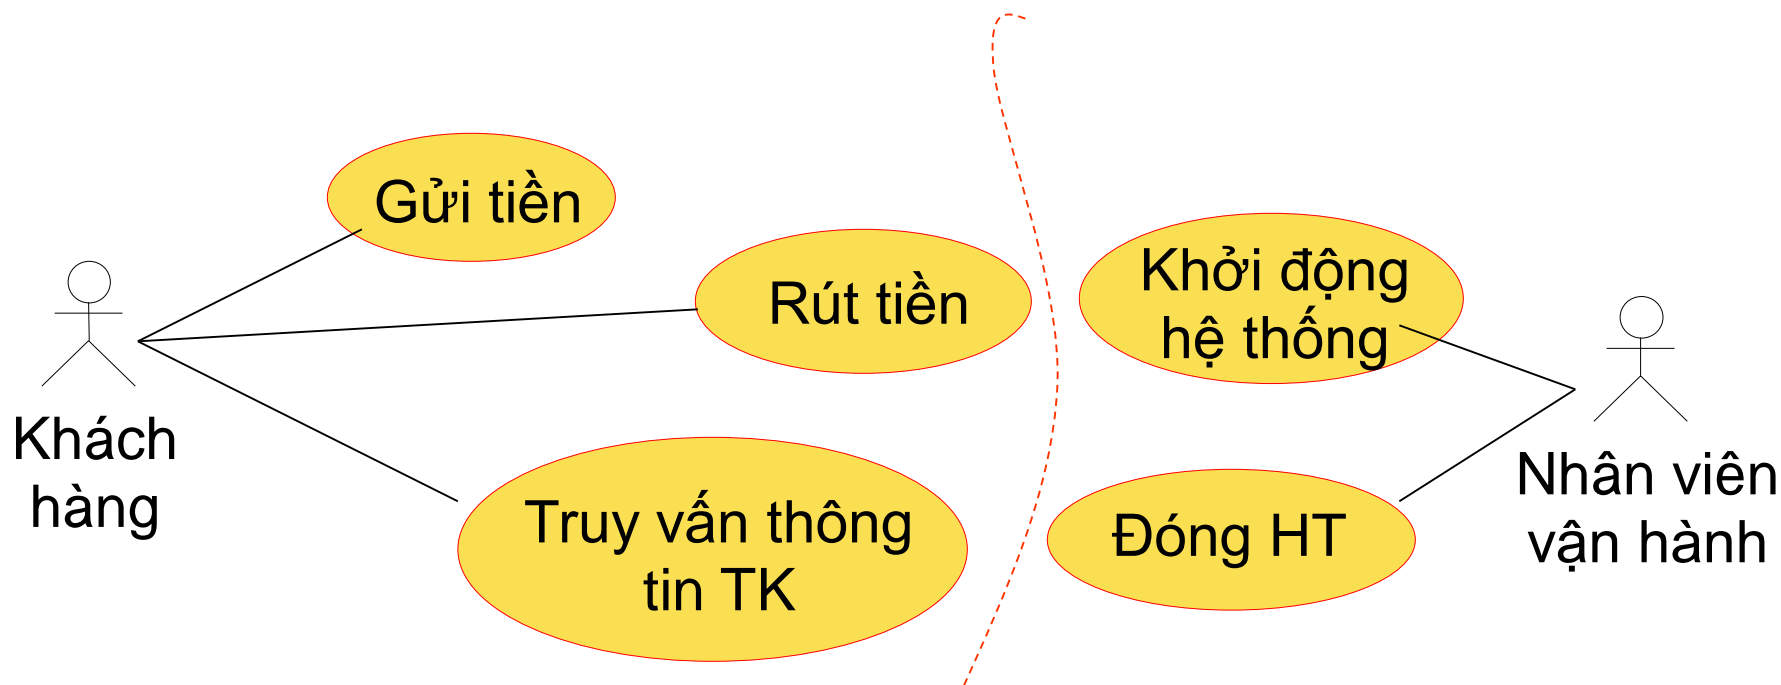 Gửi tiền
Rút tiền
Khởi động
hệ thống
Khách
hàng
Truy vấn thông
tin TK
Đóng HT
Nhân viên
vận hành